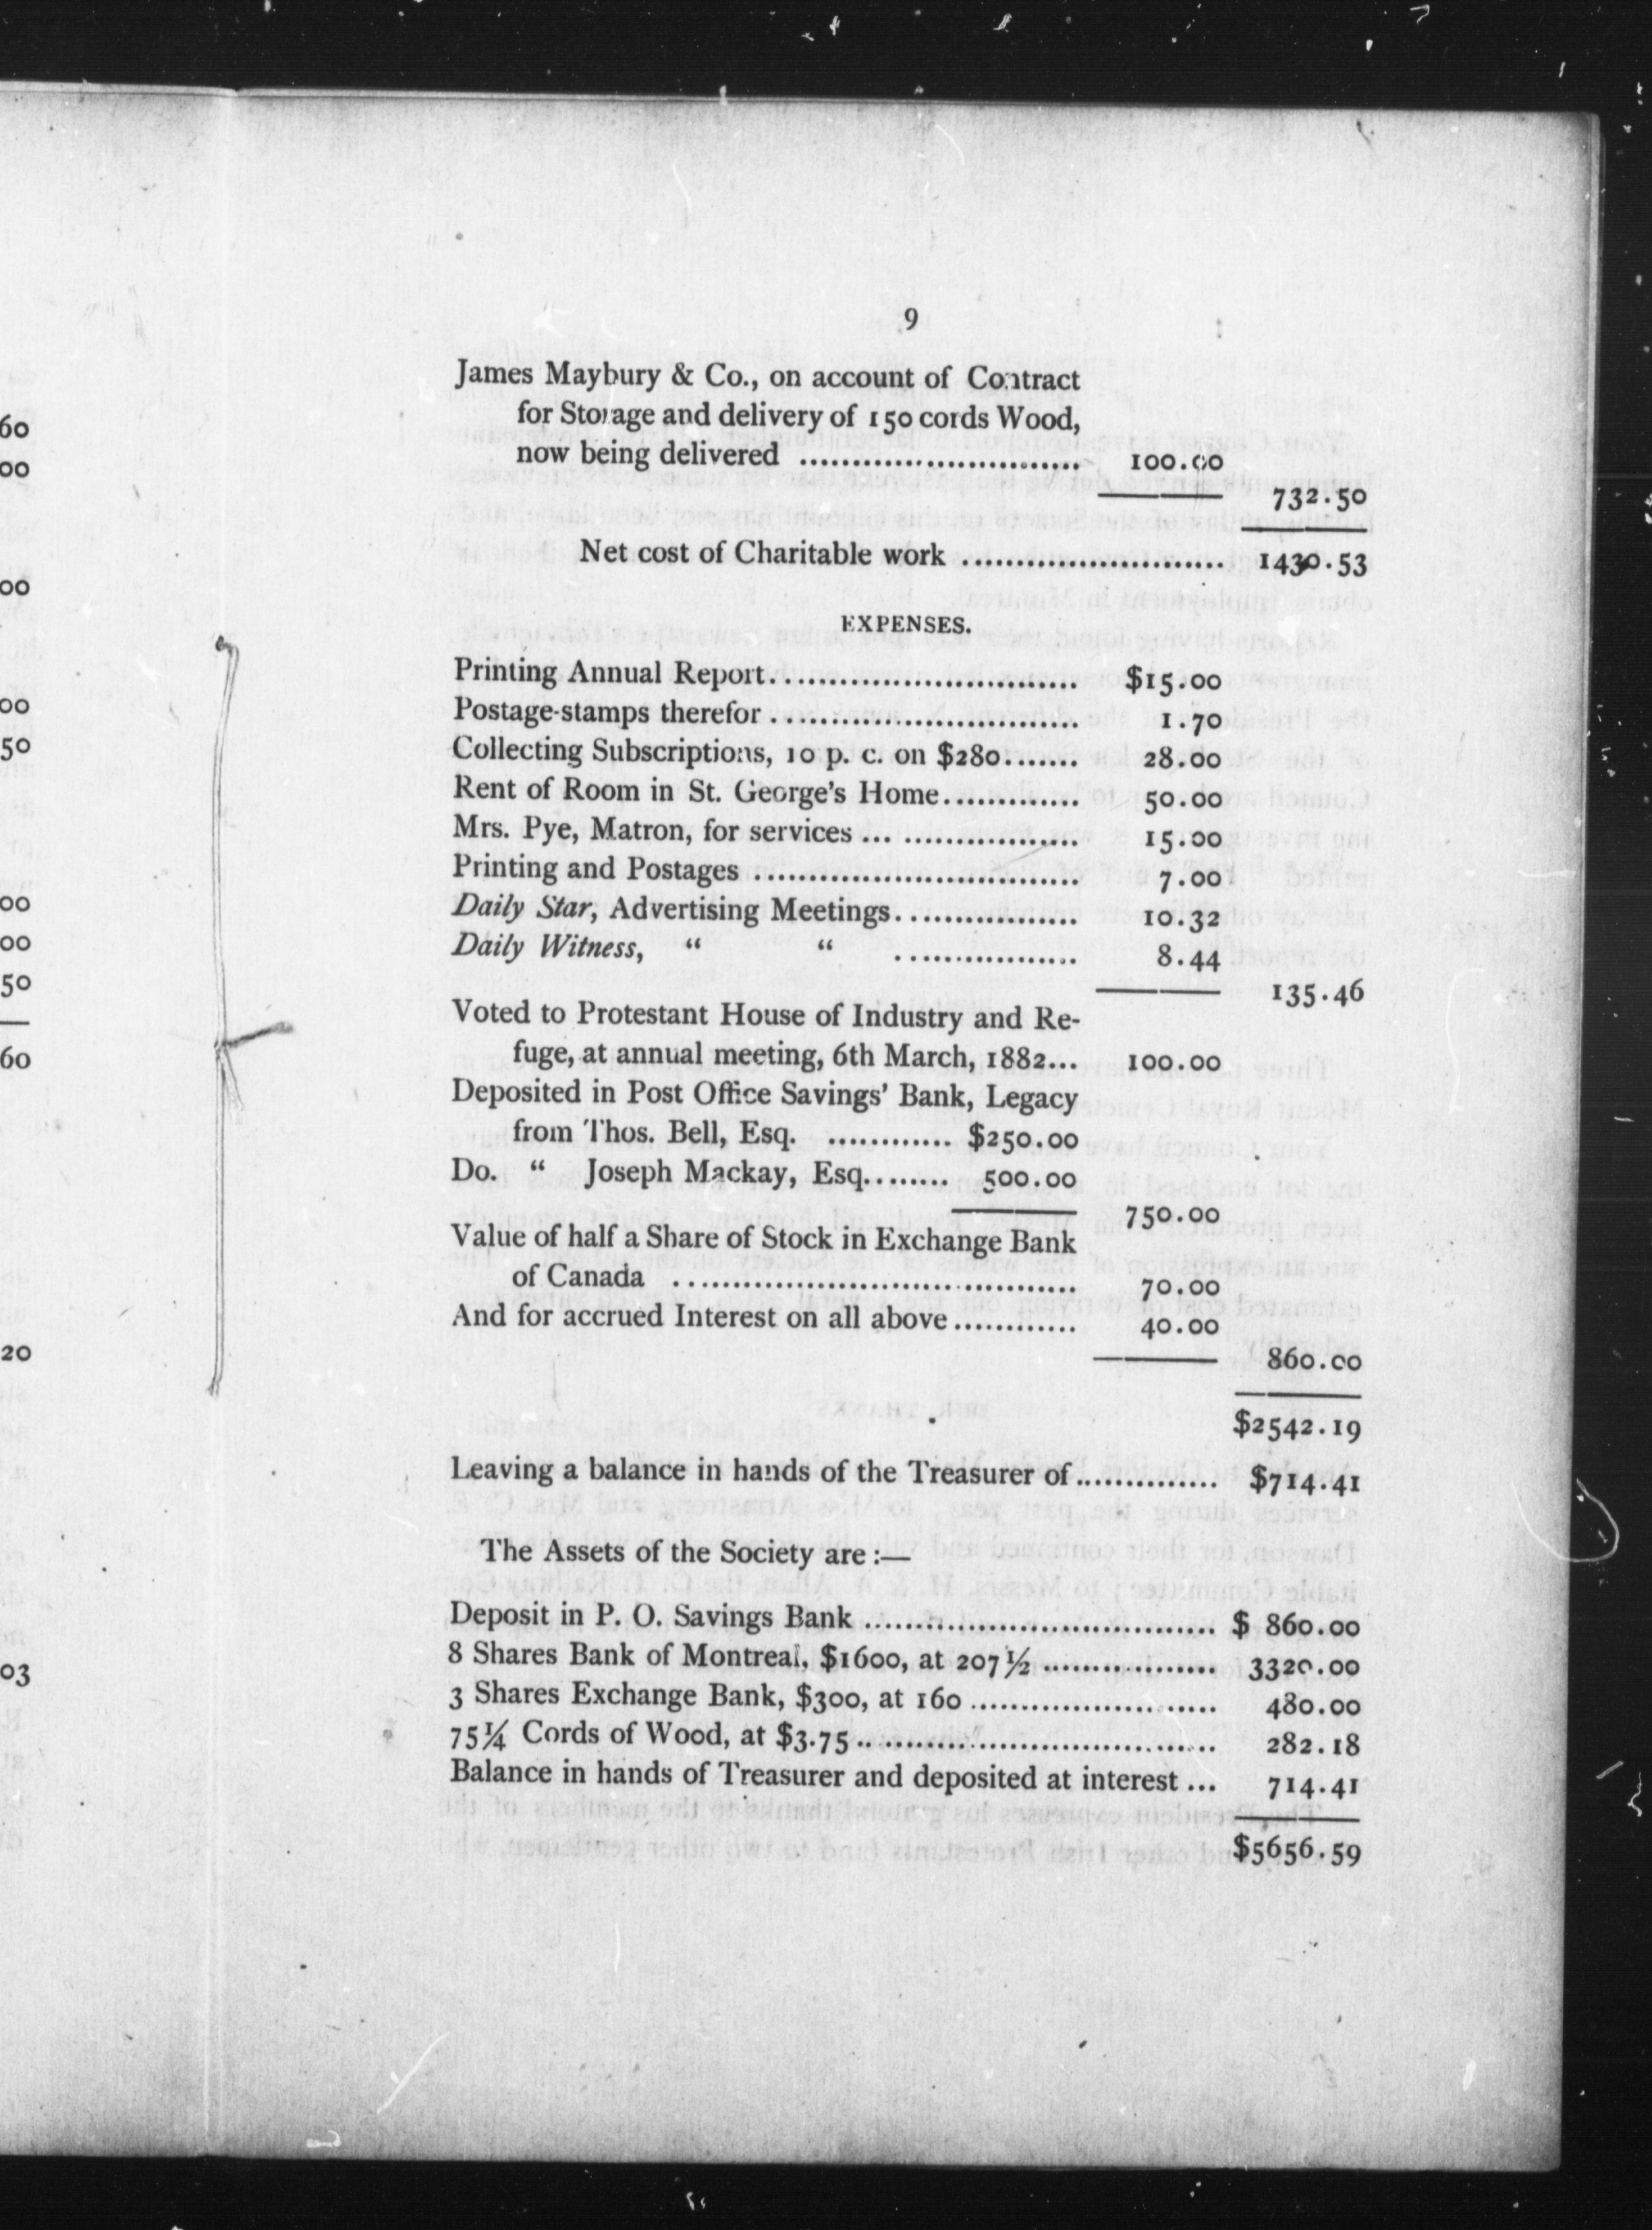 9
James Maybury & Co., on account of Contract
for Storage and delivery of 150 cords Wood,
now being delivered ........................... 100.00
732.50
Net cost of Charitable work ......................... 1430.53
EXPENSES.
Printing Annual Report............................. $15.00
Postage-stamps therefor ............................. 1.70
Collecting Subscriptions, 10 p. c. on $280....... 28.00
Rent of Room in St. George's Home............. 50.00
Mrs. Pye, Matron, for services ... ................. 15.00
Printing and Postages ............................... 7.00
Daily Star, Advertising Meetings.................. 10.32
Daily Witness, " " ................. 8.44
135.46
Voted to Protestant House of Industry and Re-
fuge, at annual meeting, 6th March, 1882... 100.00
Deposited in Post Office Savings' Bank, Legacy
from Thos. Bell, Esq. ............ $250.00
Do. " Joseph Mackay, Esq........ 500.00
750.00
Value of half a Share of Stock in Exchange Bank
of Canada ...................................... 70.00
And for accrued Interest on all above............ 40.00
860.00
$2542.19
Leaving a balance in hands of the Treasurer of.............. $714.41
The Assets of the Society are :—
Deposit in P. O. Savings Bank .................................. $ 860.00
8 Shares Bank of Montreal, $1600, at 207½ ................. 3320.00
3 Shares Exchange Bank, $300, at 160 ........................ 480.00
75¼ Cords of Wood, at $3.75 .................................. 282.18
Balance in hands of Treasurer and deposited at interest ... 714.41
$5656.59
60
00
00
00
50
00
00
50
60
20
03